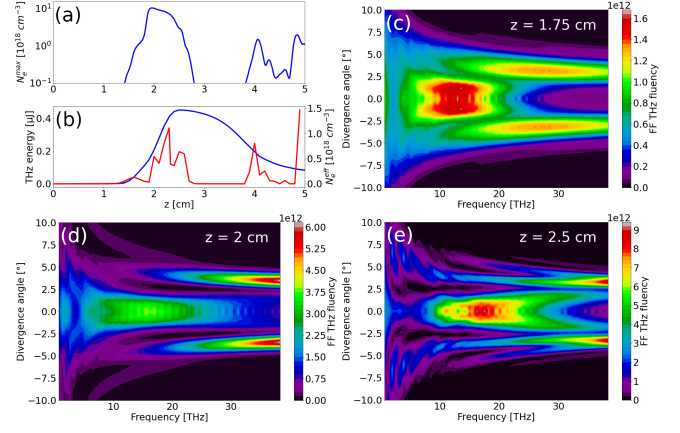 (a)
N_e^max [10^18 cm^-3]
10^1
10^0
10^-1
0 1 2 3 4 5
(b)
THz energy [μJ]
0.4
0.2
0.0
1.5
1.0
0.5
0.0
N_e^eff [10^18 cm^-3]
0 1 2 3 4 5
z [cm]
(c)
z = 1.75 cm
Divergence angle [°]
10.0
7.5
5.0
2.5
0.0
−2.5
−5.0
−7.5
−10.0
10 20 30
Frequency [THz]
1e12
1.6
1.4
1.2
1.0
0.8
0.6
0.4
0.2
0.0
FF THz fluency
(d)
z = 2 cm
Divergence angle [°]
10.0
7.5
5.0
2.5
0.0
−2.5
−5.0
−7.5
−10.0
10 20 30
Frequency [THz]
1e12
6.00
5.25
4.50
3.75
3.00
2.25
1.50
0.75
0.00
FF THz fluency
(e)
z = 2.5 cm
Divergence angle [°]
10.0
7.5
5.0
2.5
0.0
−2.5
−5.0
−7.5
−10.0
10 20 30
Frequency [THz]
1e12
9
8
7
6
5
4
3
2
1
0
FF THz fluency